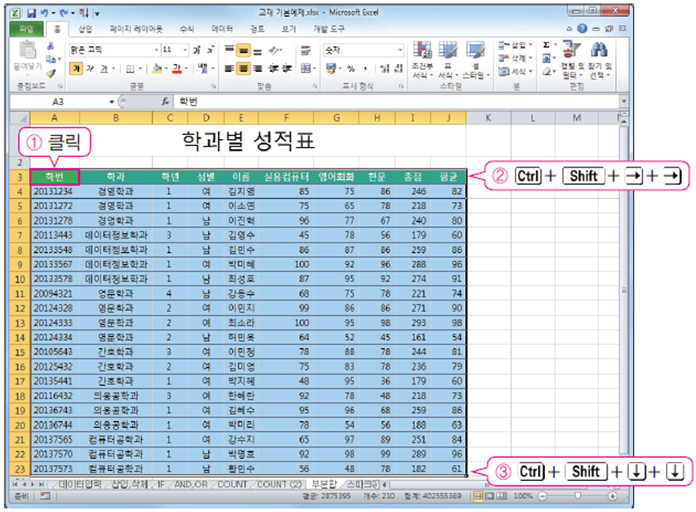 교재 기본예제.xlsx - Microsoft Excel
파일 홈 삽입 페이지 레이아웃 수식 데이터 검토 보기 개발 도구
맑은 고딕 11 숫자
붙여넣기 조건부 서식 표 서식 셀 스타일 삽입 삭제 서식 정렬 및 필터 찾기 및 선택
클립보드 글꼴 맞춤 표시 형식 스타일 셀 편집
A3 fx 학번
A B C D E F G H I J K L M
① 클릭
학과별 성적표
2
3 학번 학과 학년 성별 이름 실용컴퓨터 영어회화 한문 총점 평균
② Ctrl + Shift + → + →
4 20131234 경영학과 1 여 김지영 85 75 86 246 82
5 20131272 경영학과 1 여 이소연 75 65 78 218 73
6 20131278 경영학과 1 남 이진혁 96 77 67 240 80
7 20113443 데이터정보학과 3 남 김영수 45 78 56 179 60
8 20133548 데이터정보학과 1 남 김민수 86 87 86 259 86
9 20133567 데이터정보학과 1 여 박미혜 100 92 96 288 96
10 20133578 데이터정보학과 1 남 최성호 87 95 92 274 91
11 20094321 영문학과 4 남 강동수 68 75 78 221 74
12 20124328 영문학과 2 여 이민지 99 86 86 271 90
13 20124333 영문학과 2 여 최소라 100 95 98 293 98
14 20124334 영문학과 2 남 허민욱 64 52 45 161 54
15 20105643 간호학과 3 여 이민정 78 88 78 244 81
16 20125432 간호학과 2 여 김미영 75 83 78 236 79
17 20135441 간호학과 1 여 박지혜 48 95 36 179 60
18 20116432 의용공학과 3 여 한혜란 92 78 48 218 73
19 20136743 의용공학과 1 여 김혜수 95 96 68 259 86
20 20136744 의용공학과 1 여 박미리 78 54 56 188 63
21 20137565 컴퓨터공학과 1 여 강수지 65 97 89 251 84
22 20137570 컴퓨터공학과 1 남 박명호 92 98 99 289 96
23 20137573 컴퓨터공학과 1 남 황민수 56 48 78 182 61
③ Ctrl + Shift + ↓ + ↓
데이터입력 삽입,삭제 IF AND,OR COUNT COUNT (2) 부분합 스파크
준비 평균: 2875395 개수: 210 합계: 402555369 100%